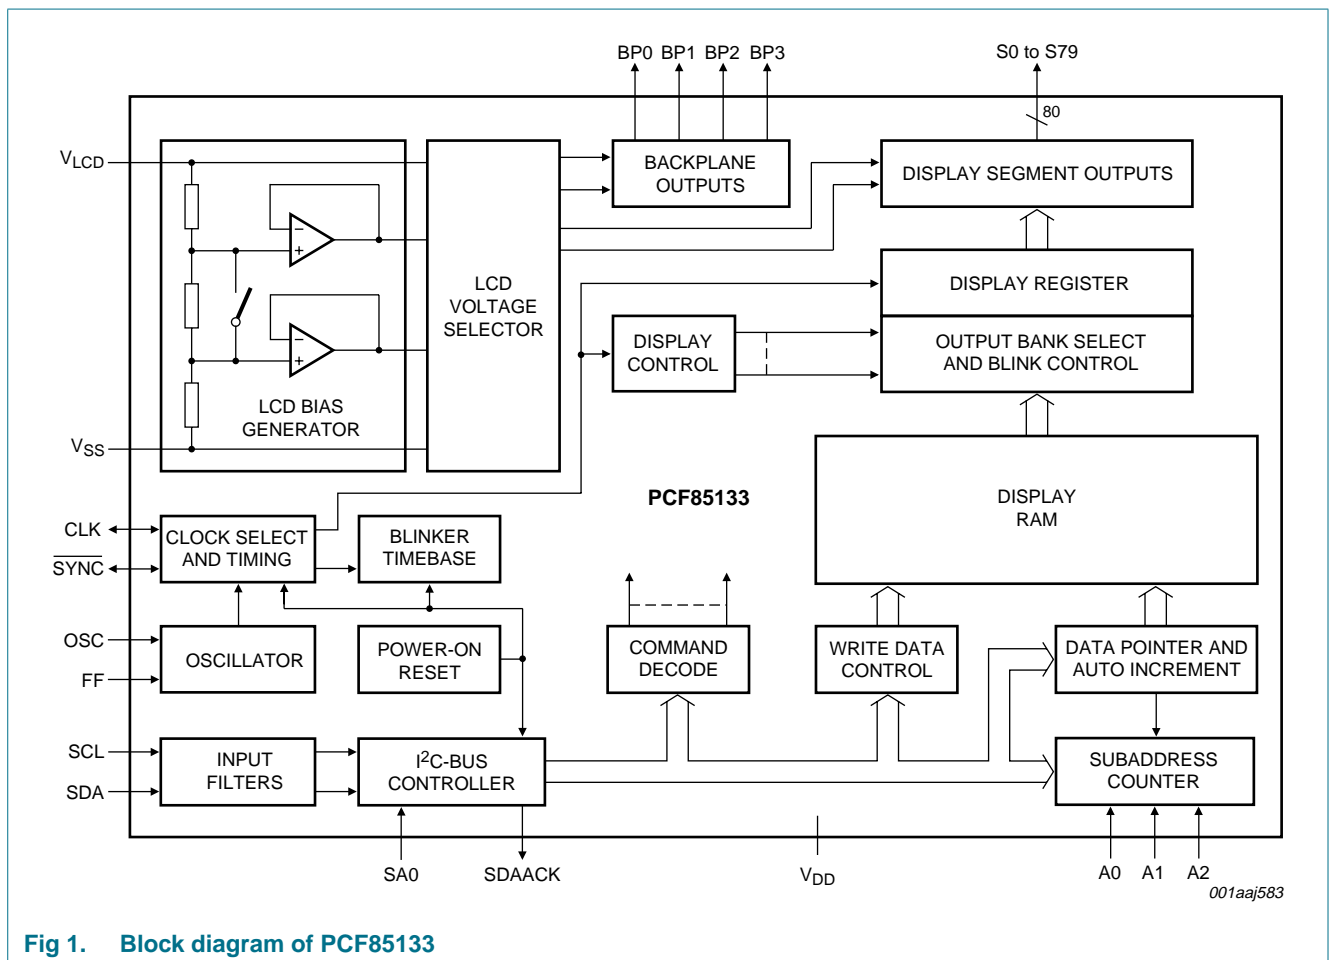 BP0 BP1 BP2 BP3
S0 to S79
80
VLCD
BACKPLANE
OUTPUTS
DISPLAY SEGMENT OUTPUTS
−
+
LCD
VOLTAGE
SELECTOR
DISPLAY REGISTER
−
+
DISPLAY
CONTROL
OUTPUT BANK SELECT
AND BLINK CONTROL
LCD BIAS
GENERATOR
VSS
PCF85133
DISPLAY
RAM
CLK
SYNC
CLOCK SELECT
AND TIMING
BLINKER
TIMEBASE
OSC
FF
OSCILLATOR
POWER-ON
RESET
COMMAND
DECODE
WRITE DATA
CONTROL
DATA POINTER AND
AUTO INCREMENT
SCL
SDA
INPUT
FILTERS
I2C-BUS
CONTROLLER
SUBADDRESS
COUNTER
SA0
SDAACK
VDD
A0 A1 A2
001aaj583
Fig 1. Block diagram of PCF85133